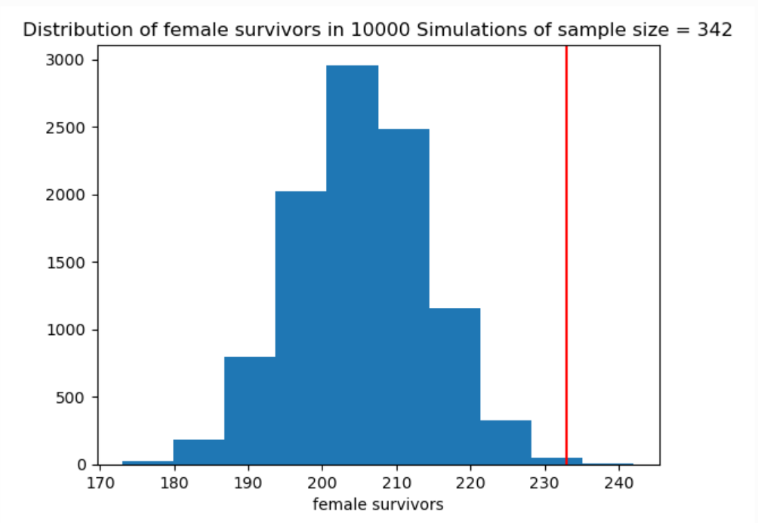 Distribution of female survivors in 10000 Simulations of sample size = 342
3000
2500
2000
1500
1000
500
0
170 180 190 200 210 220 230 240
female survivors